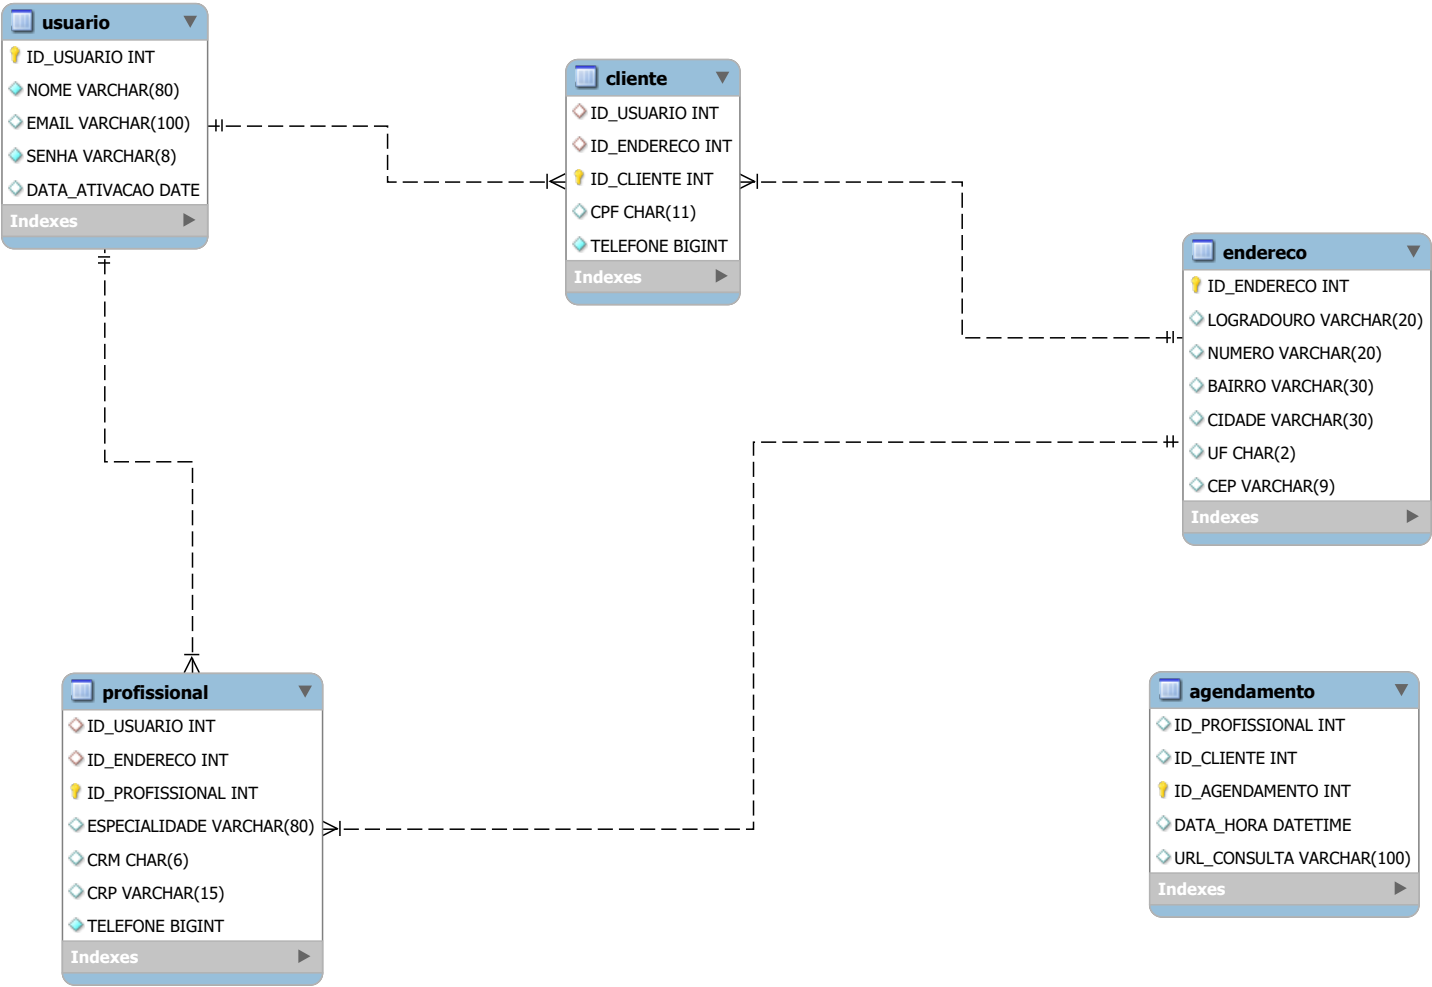 usuario
ID_USUARIO INT
NOME VARCHAR(80)
EMAIL VARCHAR(100)
SENHA VARCHAR(8)
DATA_ATIVACAO DATE
Indexes
cliente
ID_USUARIO INT
ID_ENDERECO INT
ID_CLIENTE INT
CPF CHAR(11)
TELEFONE BIGINT
Indexes
endereco
ID_ENDERECO INT
LOGRADOURO VARCHAR(20)
NUMERO VARCHAR(20)
BAIRRO VARCHAR(30)
CIDADE VARCHAR(30)
UF CHAR(2)
CEP VARCHAR(9)
Indexes
profissional
ID_USUARIO INT
ID_ENDERECO INT
ID_PROFISSIONAL INT
ESPECIALIDADE VARCHAR(80)
CRM CHAR(6)
CRP VARCHAR(15)
TELEFONE BIGINT
Indexes
agendamento
ID_PROFISSIONAL INT
ID_CLIENTE INT
ID_AGENDAMENTO INT
DATA_HORA DATETIME
URL_CONSULTA VARCHAR(100)
Indexes